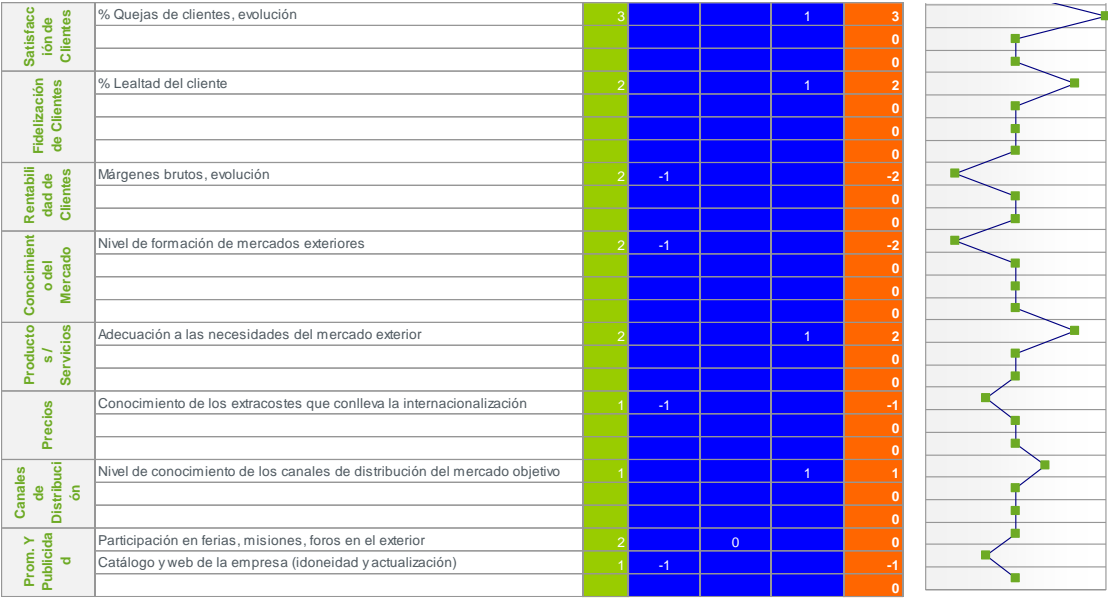 Satisfacc
ión de
Clientes
% Quejas de clientes, evolución 3 1 3
0
0
Fidelización
de Clientes
% Lealtad del cliente 2 1 2
0
0
0
Rentabili
dad de
Clientes
Márgenes brutos, evolución 2 -1 -2
0
0
Conocimient
o del
Mercado
Nivel de formación de mercados exteriores 2 -1 -2
0
0
0
Producto
s /
Servicios
Adecuación a las necesidades del mercado exterior 2 1 2
0
0
Precios
Conocimiento de los extracostes que conlleva la internacionalización 1 -1 -1
0
0
Canales
de
Distribuci
ón
Nivel de conocimiento de los canales de distribución del mercado objetivo 1 1 1
0
0
Prom. Y
Publicida
d
Participación en ferias, misiones, foros en el exterior 2 0 0
Catálogo y web de la empresa (idoneidad y actualización) 1 -1 -1
0